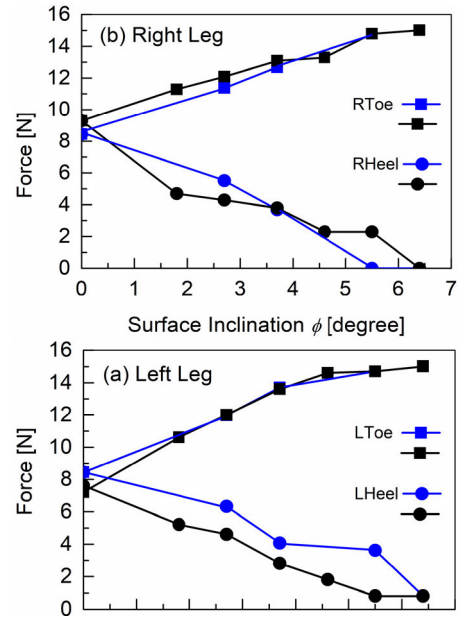 16
(b) Right Leg
14
12
RToe
10
8
RHeel
6
4
2
0
Force [N]
0 1 2 3 4 5 6 7
Surface Inclination ϕ [degree]
16
(a) Left Leg
14
12
LToe
10
8
LHeel
6
4
2
0
Force [N]